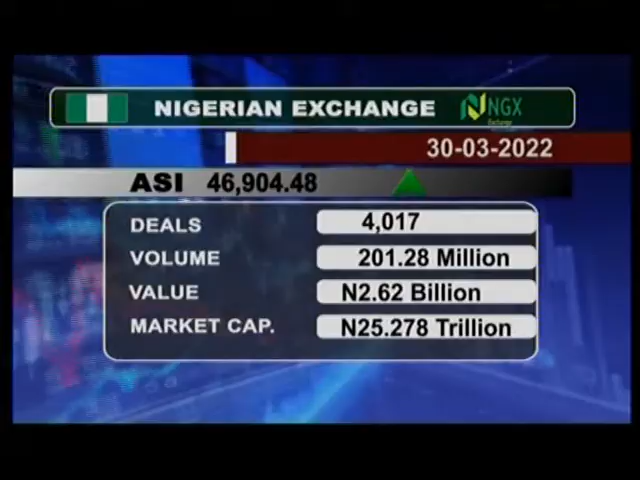 NIGERIAN EXCHANGE NGX
Exchange
30-03-2022
ASI 46,904.48
DEALS 4,017
VOLUME 201.28 Million
VALUE N2.62 Billion
MARKET CAP. N25.278 Trillion